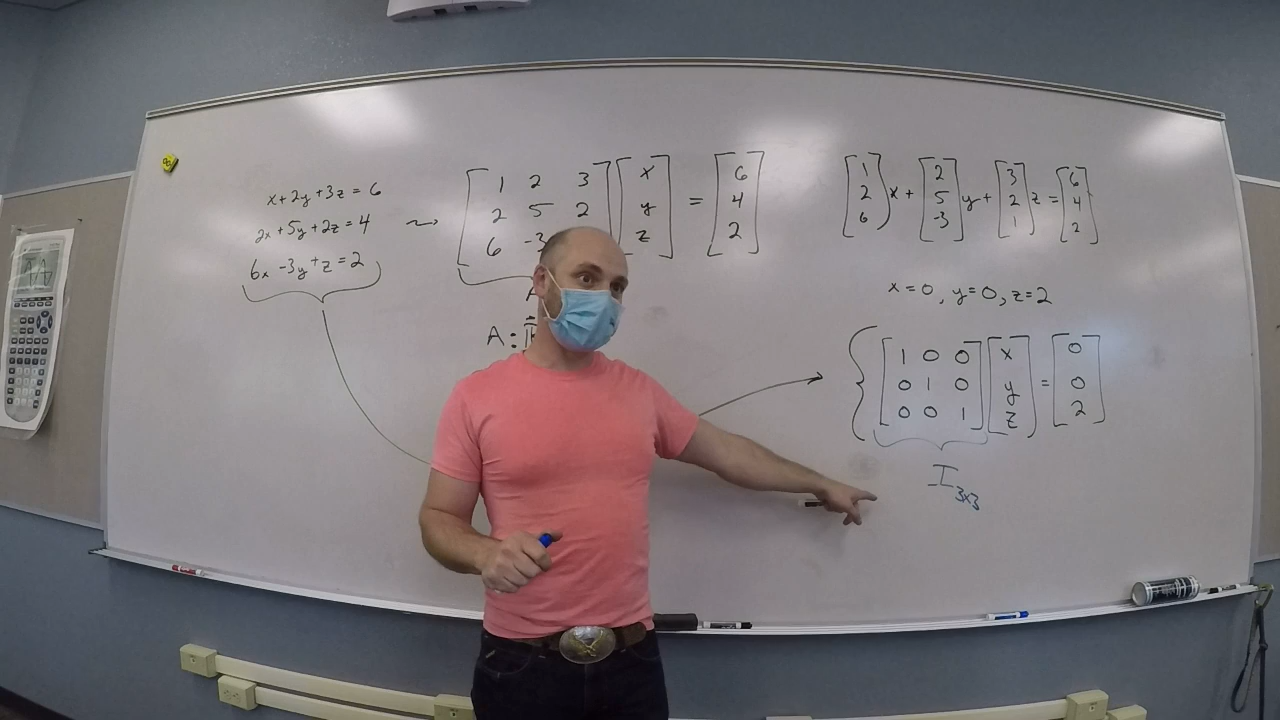 x+2y+3z=6
2x+5y+2z=4
6x-3y+z=2
[1 2 3] [x] = [6]
[2 5 2] [y] [4]
[6 -3 [z] [2]
A:
[1] x+ [2] y+ [3] z= [6]
[2] [5] [2] [4]
[6] [-3] [1] [2]
x=0, y=0, z=2
{ [1 0 0] [x] = [0]
[0 1 0] [y] [0]
[0 0 1] [z] [2]
I 3x3